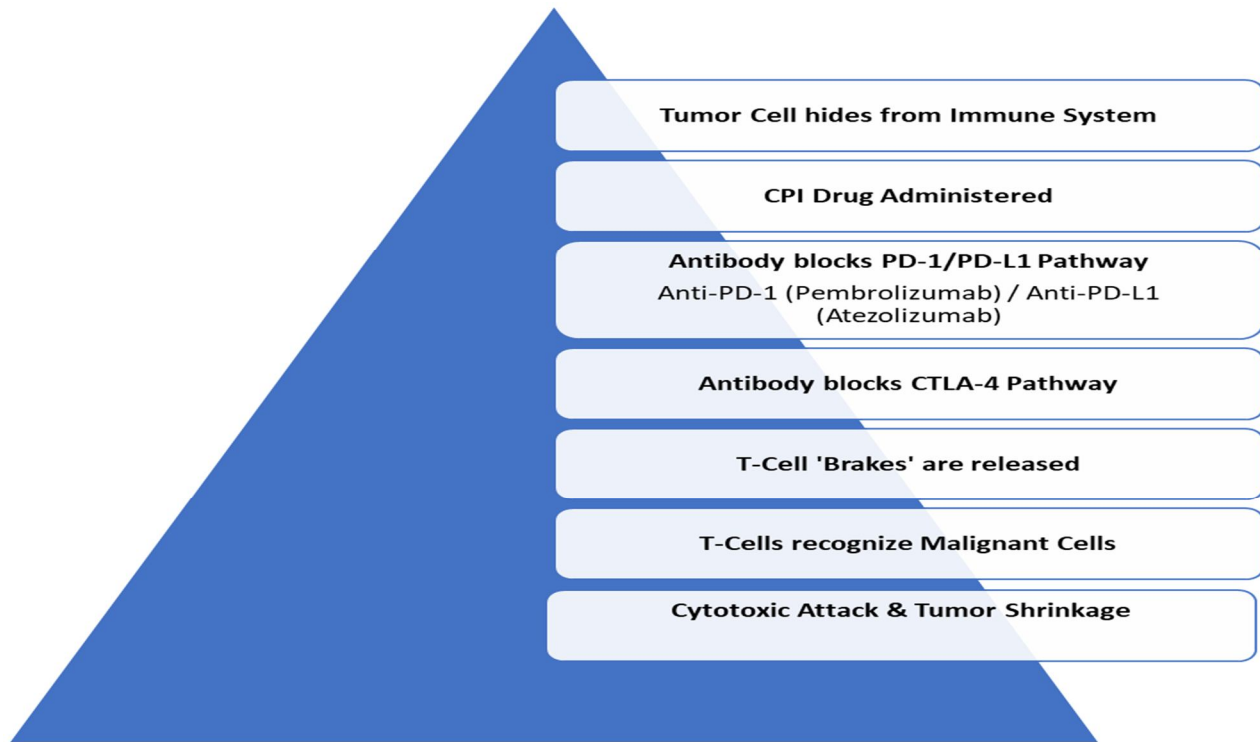 Tumor Cell hides from Immune System
CPI Drug Administered
Antibody blocks PD-1/PD-L1 Pathway
Anti-PD-1 (Pembrolizumab) / Anti-PD-L1
(Atezolizumab)
Antibody blocks CTLA-4 Pathway
T-Cell 'Brakes' are released
T-Cells recognize Malignant Cells
Cytotoxic Attack & Tumor Shrinkage